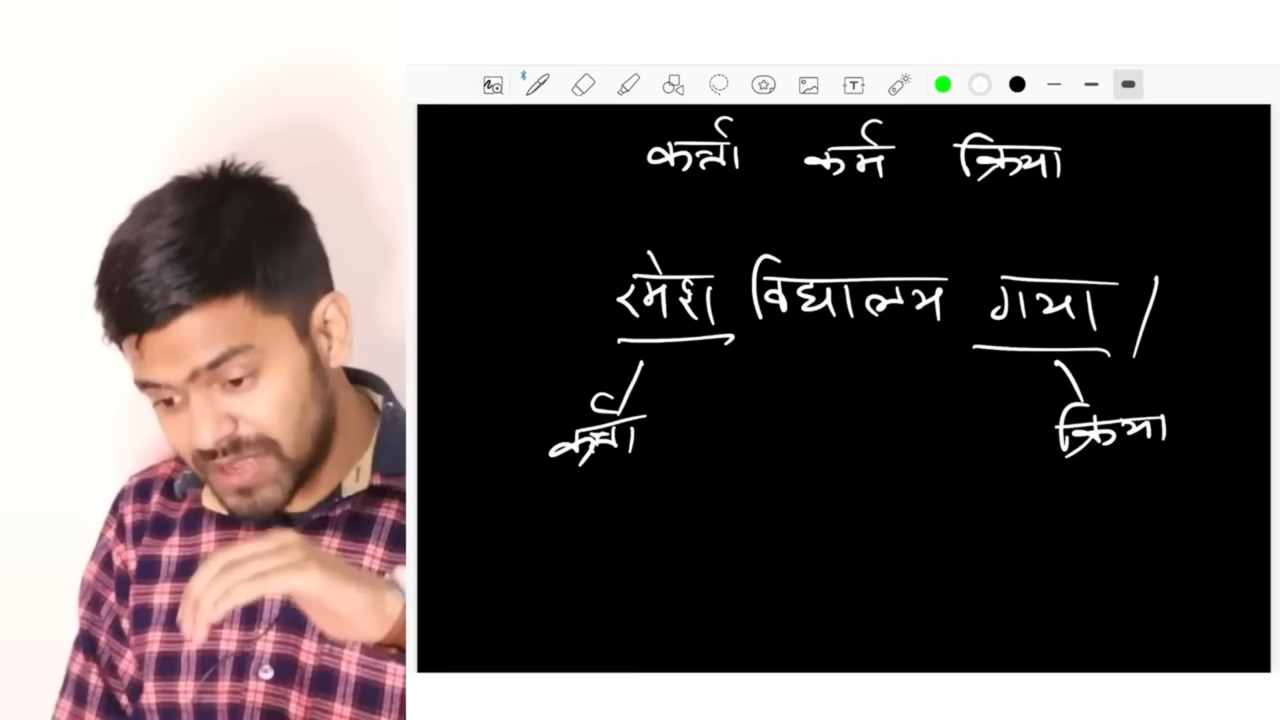 कर्त्ता कर्म क्रिया
रमेश विद्यालय गया /
कर्त्ता क्रिया